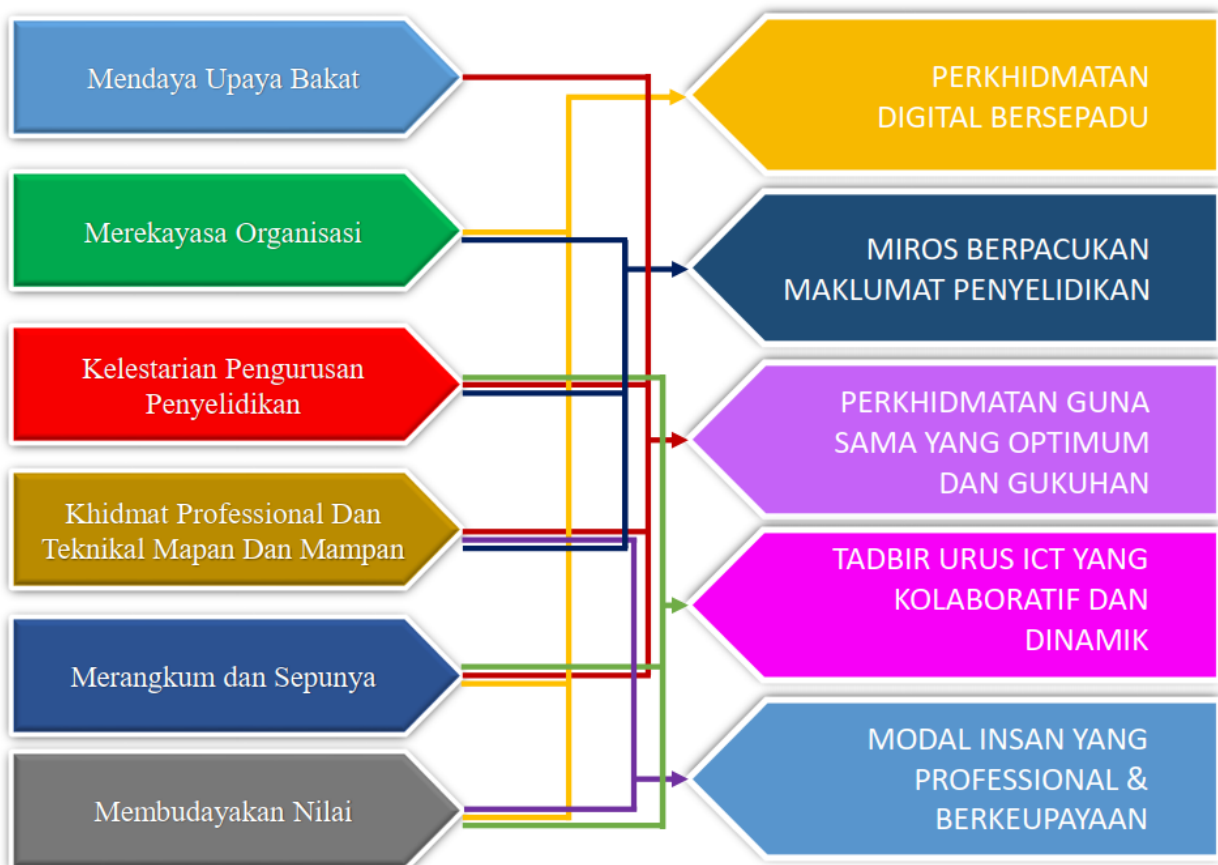 Mendaya Upaya Bakat
Merekayasa Organisasi
Kelestarian Pengurusan
Penyelidikan
Khidmat Professional Dan
Teknikal Mapan Dan Mampan
Merangkum dan Sepunya
Membudayakan Nilai
PERKHIDMATAN
DIGITAL BERSEPADU
MIROS BERPACUKAN
MAKLUMAT PENYELIDIKAN
PERKHIDMATAN GUNA
SAMA YANG OPTIMUM
DAN GUKUHAN
TADBIR URUS ICT YANG
KOLABORATIF DAN
DINAMIK
MODAL INSAN YANG
PROFESSIONAL &
BERKEUPAYAAN